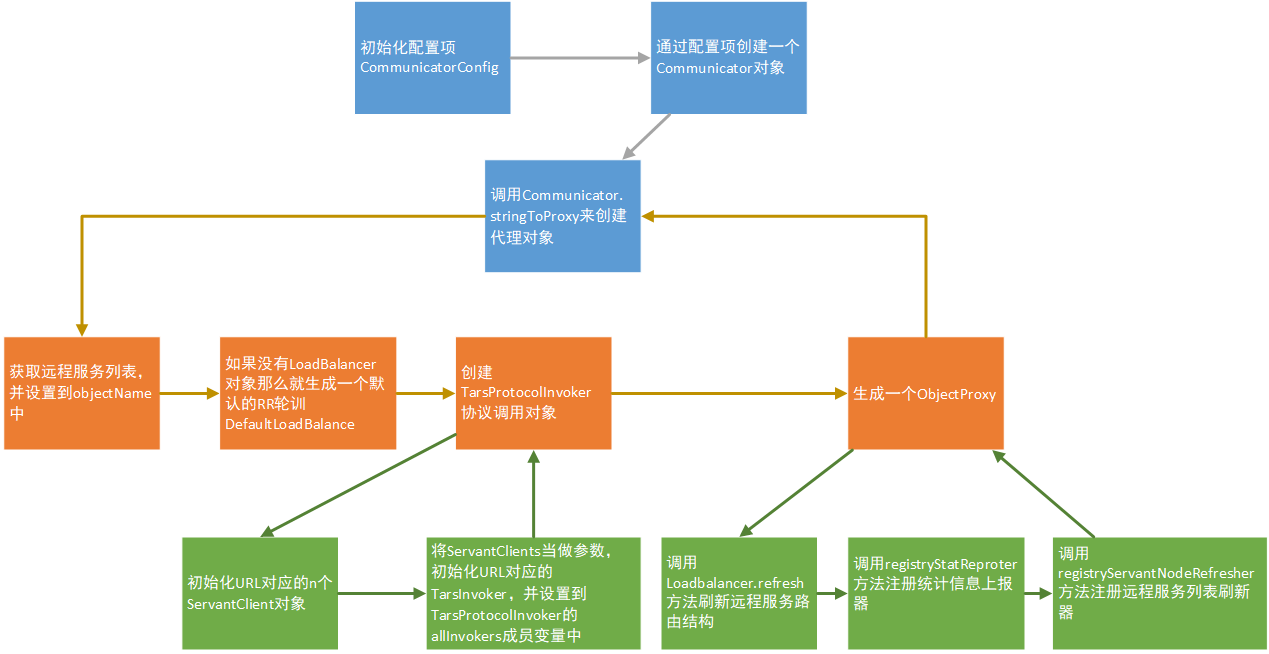 初始化配置项
CommunicatorConfig
通过配置项创建一个
Communicator对象
调用Communicator.
stringToProxy来创建
代理对象
获取远程服务列表，
并设置到objectName
中
如果没有LoadBalancer
对象那么就生成一个默
认的RR轮训
DefaultLoadBalance
创建
TarsProtocolInvoker
协议调用对象
生成一个ObjectProxy
初始化URL对应的n个
ServantClient对象
将ServantClients当做参数，
初始化URL对应的
TarsInvoker，并设置到
TarsProtocolInvoker的
allInvokers成员变量中
调用
Loadbalancer.refresh
方法刷新远程服务路
由结构
调用registryStatReproter
方法注册统计信息上报
器
调用
registryServantNodeRefresher
方法注册远程服务列表刷新
器